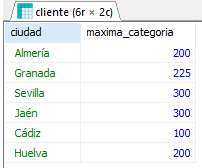 cliente (6r × 2c)
ciudad maxima_categoria
Almería 200
Granada 225
Sevilla 300
Jaén 300
Cádiz 100
Huelva 200